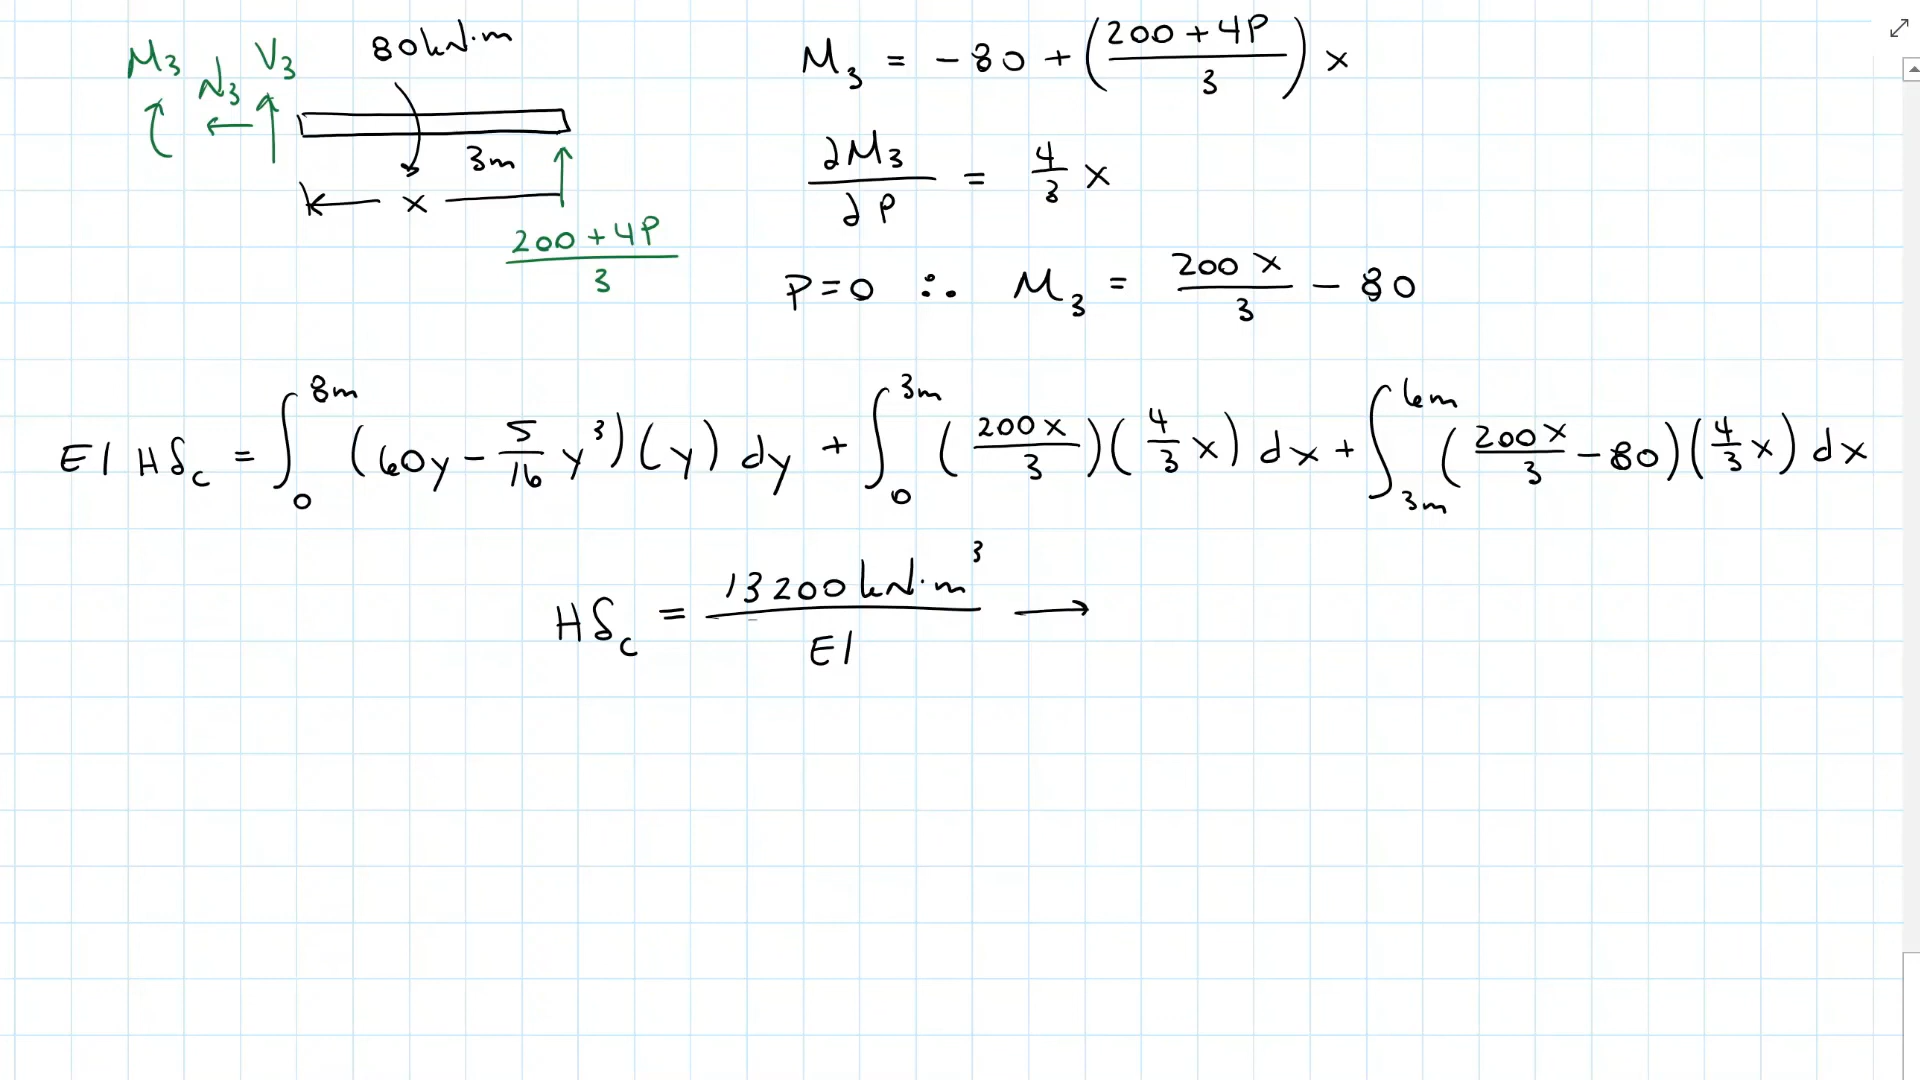 M₃ N₃ V₃ 80kN·m
3m
x
(200 + 4P)/3
M₃ = -80 + ((200 + 4P)/3) x
∂M₃/∂P = 4/3 x
P=0 ∴ M₃ = 200x/3 - 80
EI Hδc = ∫₀^8m (60y - 5/16 y³)(y) dy + ∫₀^3m (200x/3)(4/3 x) dx + ∫_3m^6m (200x/3 - 80)(4/3 x) dx
Hδc = 13200 kN·m³/EI →